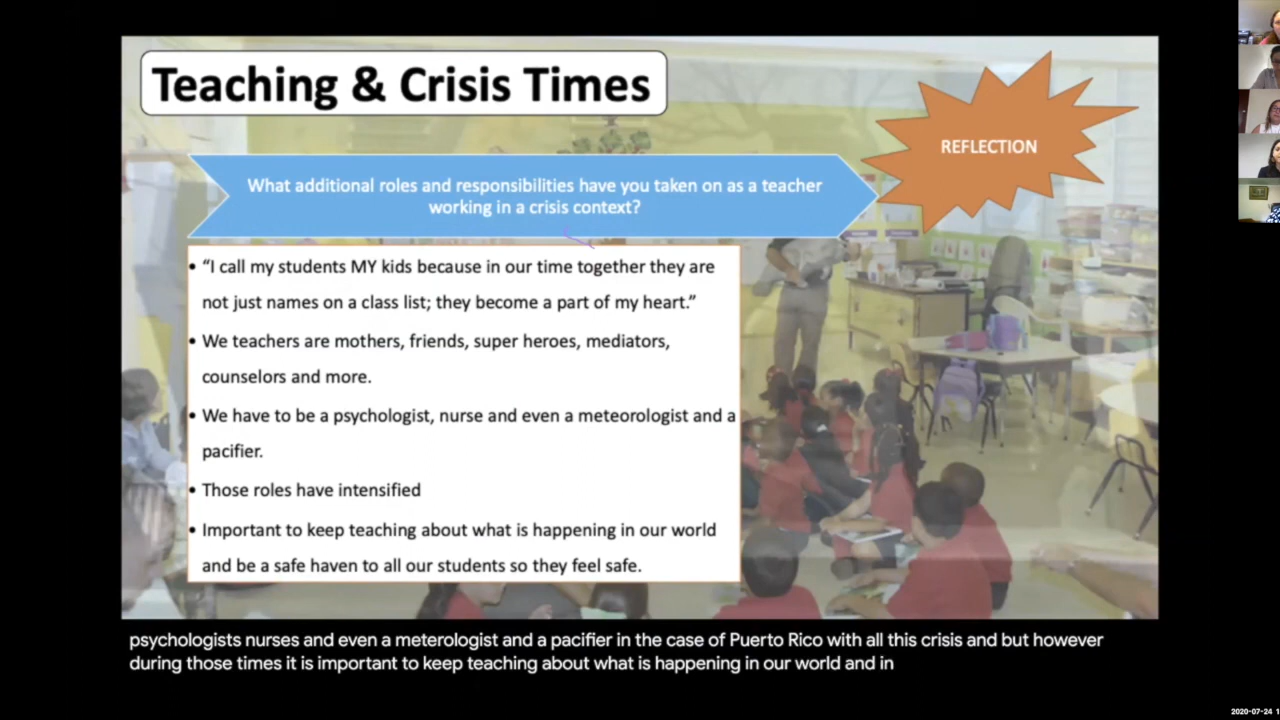 Teaching & Crisis Times
REFLECTION
What additional roles and responsibilities have you taken on as a teacher
working in a crisis context?
• “I call my students MY kids because in our time together they are
not just names on a class list; they become a part of my heart.”
• We teachers are mothers, friends, super heroes, mediators,
counselors and more.
• We have to be a psychologist, nurse and even a meteorologist and a
pacifier.
• Those roles have intensified
• Important to keep teaching about what is happening in our world
and be a safe haven to all our students so they feel safe.
psychologists nurses and even a meterologist and a pacifier in the case of Puerto Rico with all this crisis and but however
during those times it is important to keep teaching about what is happening in our world and in
2020-07-24 1